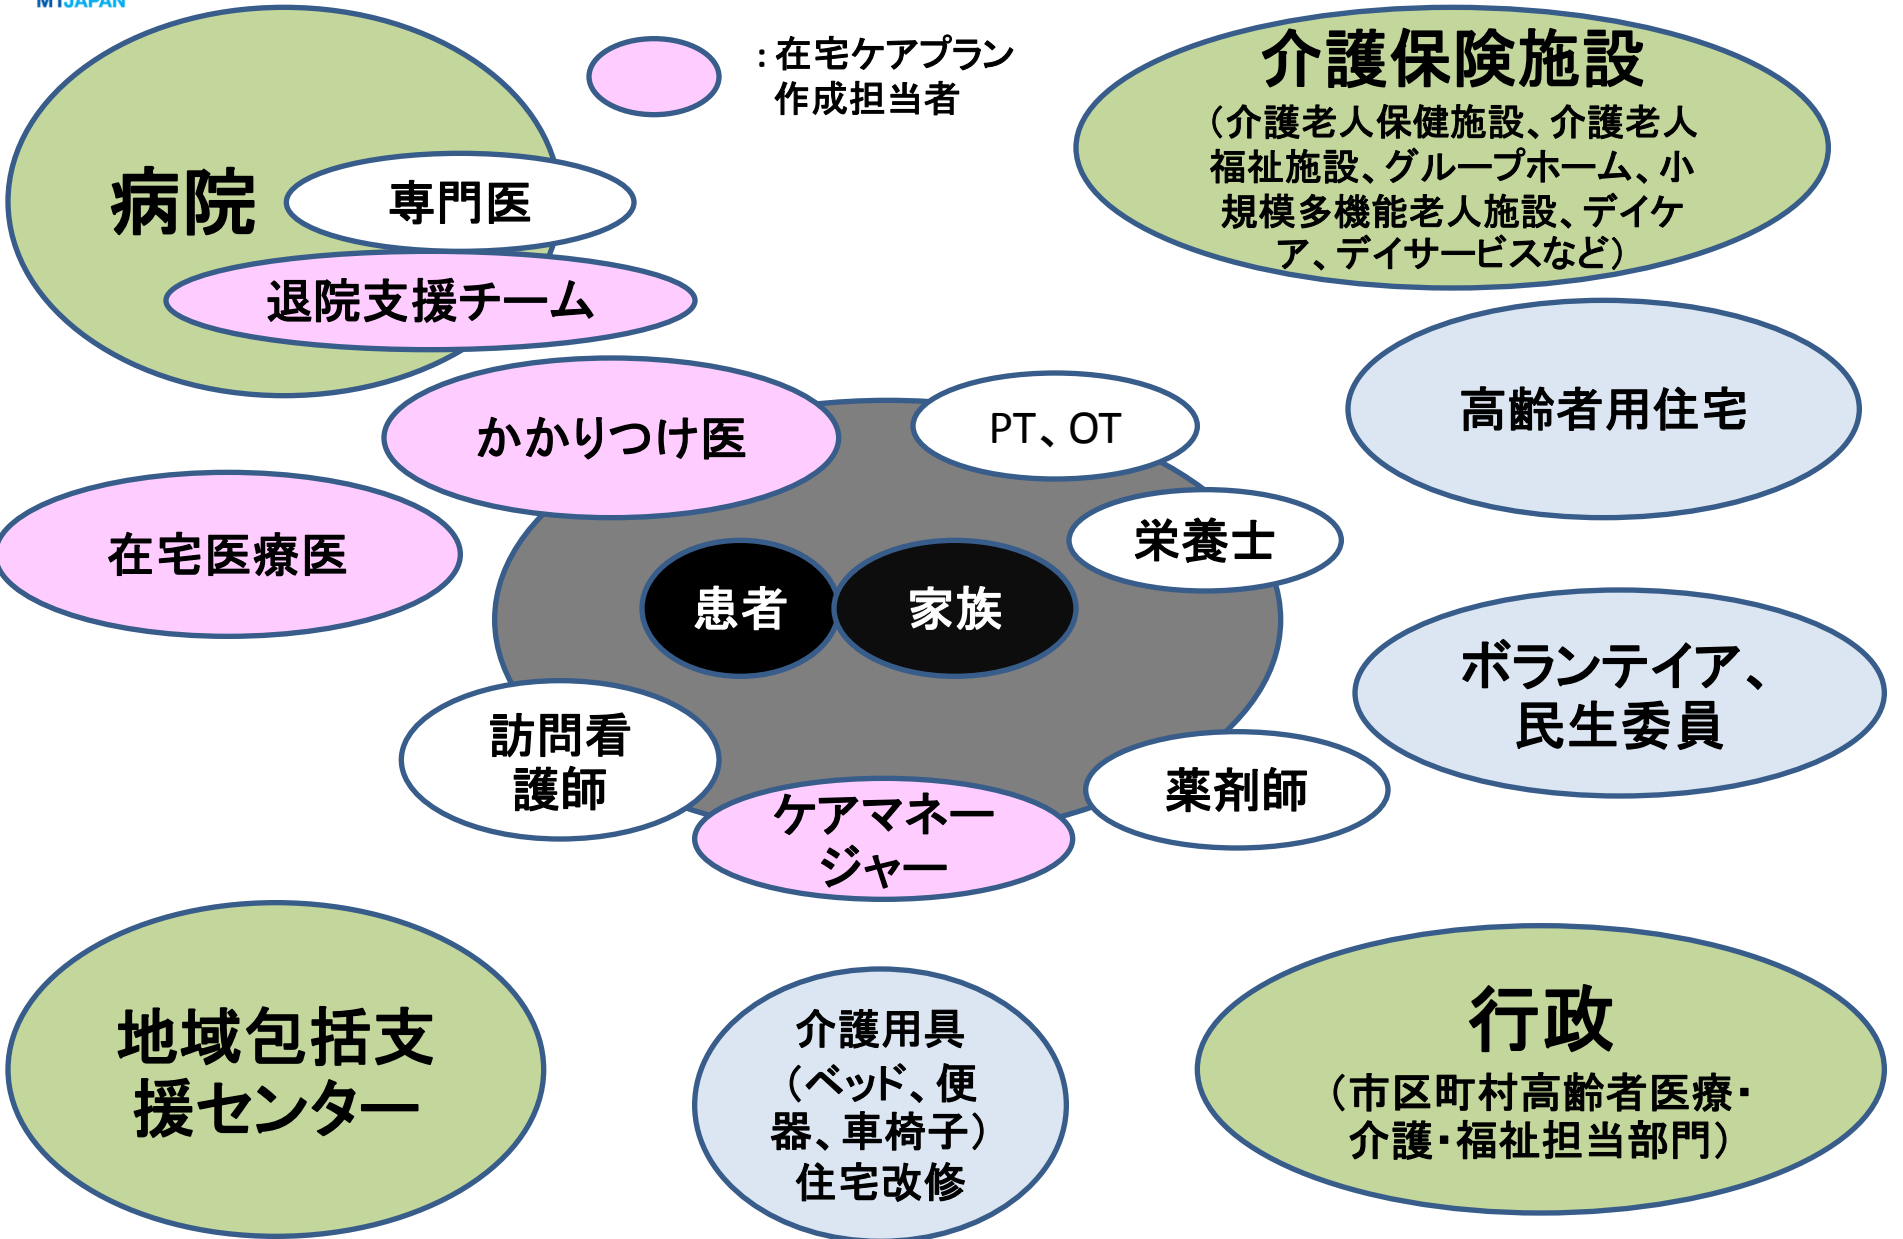 MTJAPAN
：在宅ケアプラン
作成担当者
介護保険施設
（介護老人保健施設、介護老人
福祉施設、グループホーム、小
規模多機能老人施設、デイケ
ア、デイサービスなど）
病院
専門医
退院支援チーム
かかりつけ医
PT、OT
高齢者用住宅
在宅医療医
栄養士
患者
家族
ボランテイア、
民生委員
訪問看
護師
薬剤師
ケアマネー
ジャー
地域包括支
援センター
介護用具
（ベッド、便
器、車椅子）
住宅改修
行政
（市区町村高齢者医療・
介護・福祉担当部門）